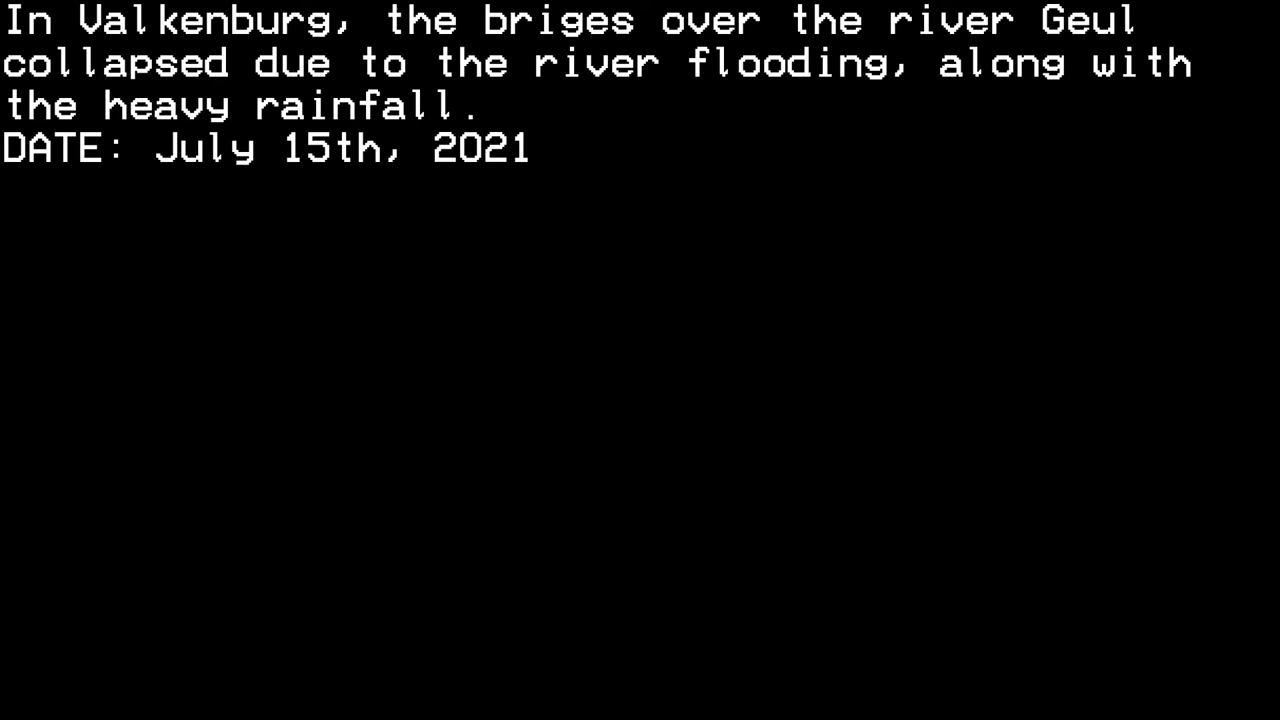 In Valkenburg, the briges over the river Geul
collapsed due to the river flooding, along with
the heavy rainfall.
DATE: July 15th, 2021